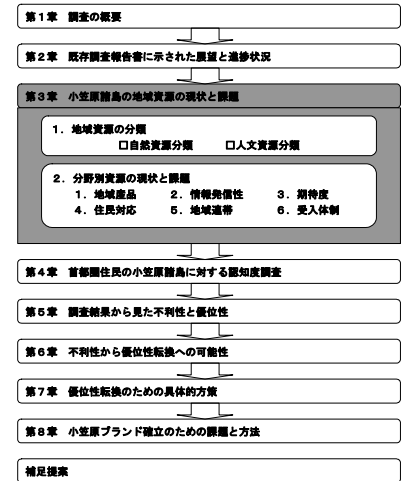 第1章 調査の概要
第2章 既存調査報告書に示された展望と進捗状況
第3章 小笠原諸島の地域資源の現状と課題
1．地域資源の分類
□自然資源分類 □人文資源分類
2．分野別資源の現状と課題
1．地域産品 2．情報発信性 3．期待度
4．住民対応 5．地域連帯 6．受入体制
第4章 首都圏住民の小笠原諸島に対する認知度調査
第5章 調査結果から見た不利性と優位性
第6章 不利性から優位性転換への可能性
第7章 優位性転換のための具体的方策
第8章 小笠原ブランド確立のための課題と方法
補足提案